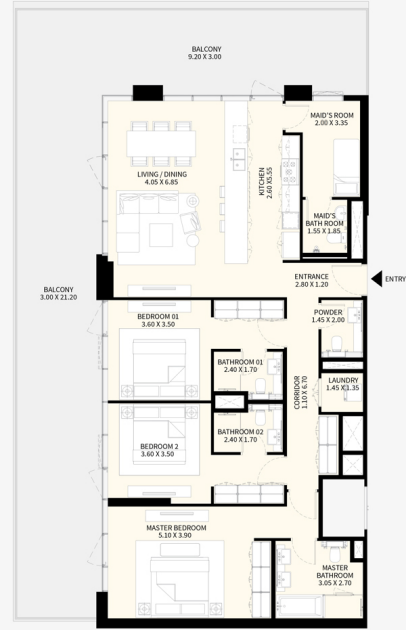 BALCONY
9.20 X 3.00
MAID'S ROOM
2.00 X 3.35
LIVING / DINING
4.05 X 6.85
KITCHEN
2.60 X5.55
MAID'S
BATH ROOM
1.55 X 1.85
ENTRANCE
2.80 X 1.20
ENTRY
BALCONY
3.00 X 21.20
BEDROOM 01
3.60 X 3.50
POWDER
1.45 X 2.00
BATHROOM 01
2.40 X 1.70
CORRIDOR
1.10 X 6.70
LAUNDRY
1.45 X 1.35
BATHROOM 02
2.40 X 1.70
BEDROOM 2
3.60 X 3.50
MASTER BEDROOM
5.10 X 3.90
MASTER
BATHROOM
3.05 X 2.70